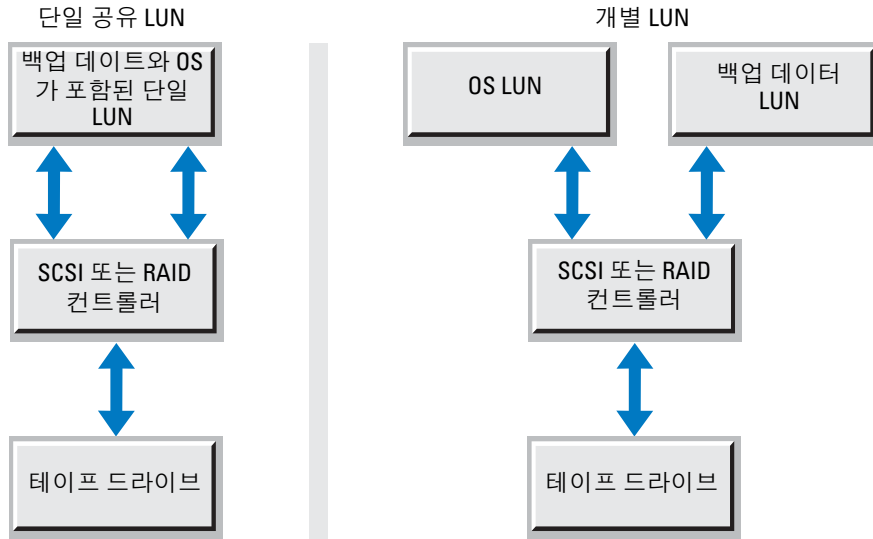 단일 공유 LUN
백업 데이트와 OS
가 포함된 단일
LUN
SCSI 또는 RAID
컨트롤러
테이프 드라이브
개별 LUN
OS LUN
백업 데이터
LUN
SCSI 또는 RAID
컨트롤러
테이프 드라이브